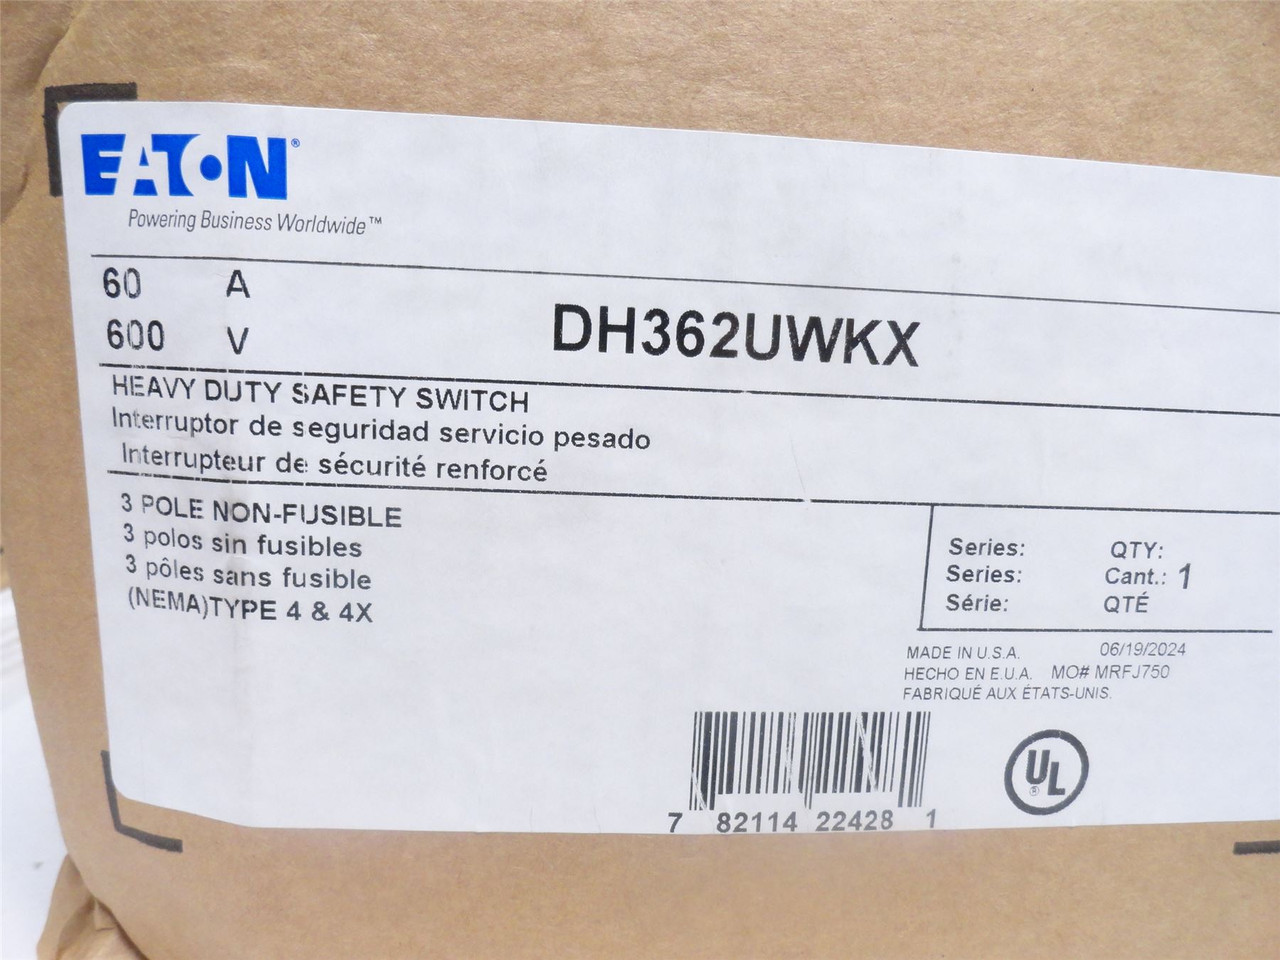 EATON®
Powering Business Worldwide™
60 A
600 V
DH362UWKX
HEAVY DUTY SAFETY SWITCH
Interruptor de seguridad servicio pesado
Interrupteur de sécurité renforcé
3 POLE NON-FUSIBLE
3 polos sin fusibles
3 pôles sans fusible
(NEMA)TYPE 4 & 4X
Series: QTY:
Series: Cant.: 1
Série: QTÉ
MADE IN U.S.A. 06/19/2024
HECHO EN E.U.A. MO# MRFJ750
FABRIQUÉ AUX ÉTATS-UNIS.
UL®
7 82114 22428 1